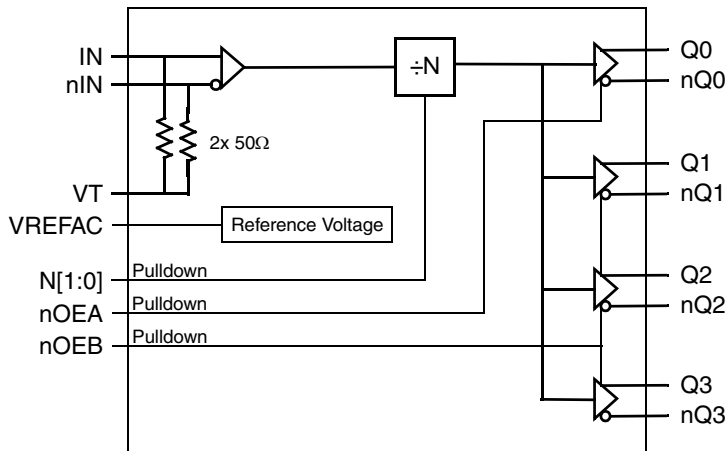 IN
nIN
÷N
2x 50Ω
VT
VREFAC
Reference Voltage
N[1:0]
Pulldown
nOEA
Pulldown
nOEB
Pulldown
Q0
nQ0
Q1
nQ1
Q2
nQ2
Q3
nQ3